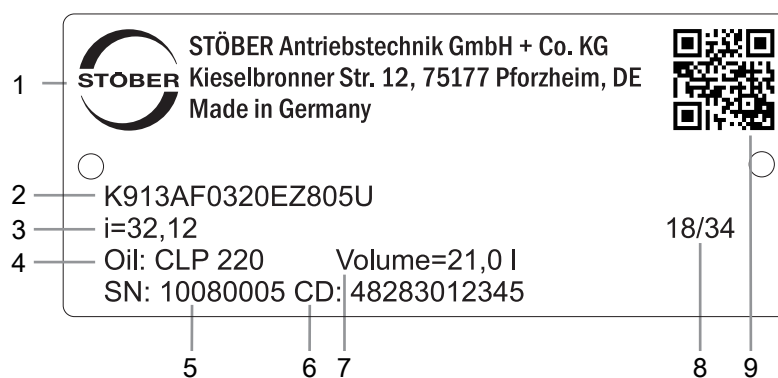 STÖBER Antriebstechnik GmbH + Co. KG
1 STÖBER Kieselbronner Str. 12, 75177 Pforzheim, DE
Made in Germany
2 K913AF0320EZ805U
3 i=32,12 18/34
4 Oil: CLP 220 Volume=21,0 l
SN: 10080005 CD: 48283012345
5 6 7 8 9